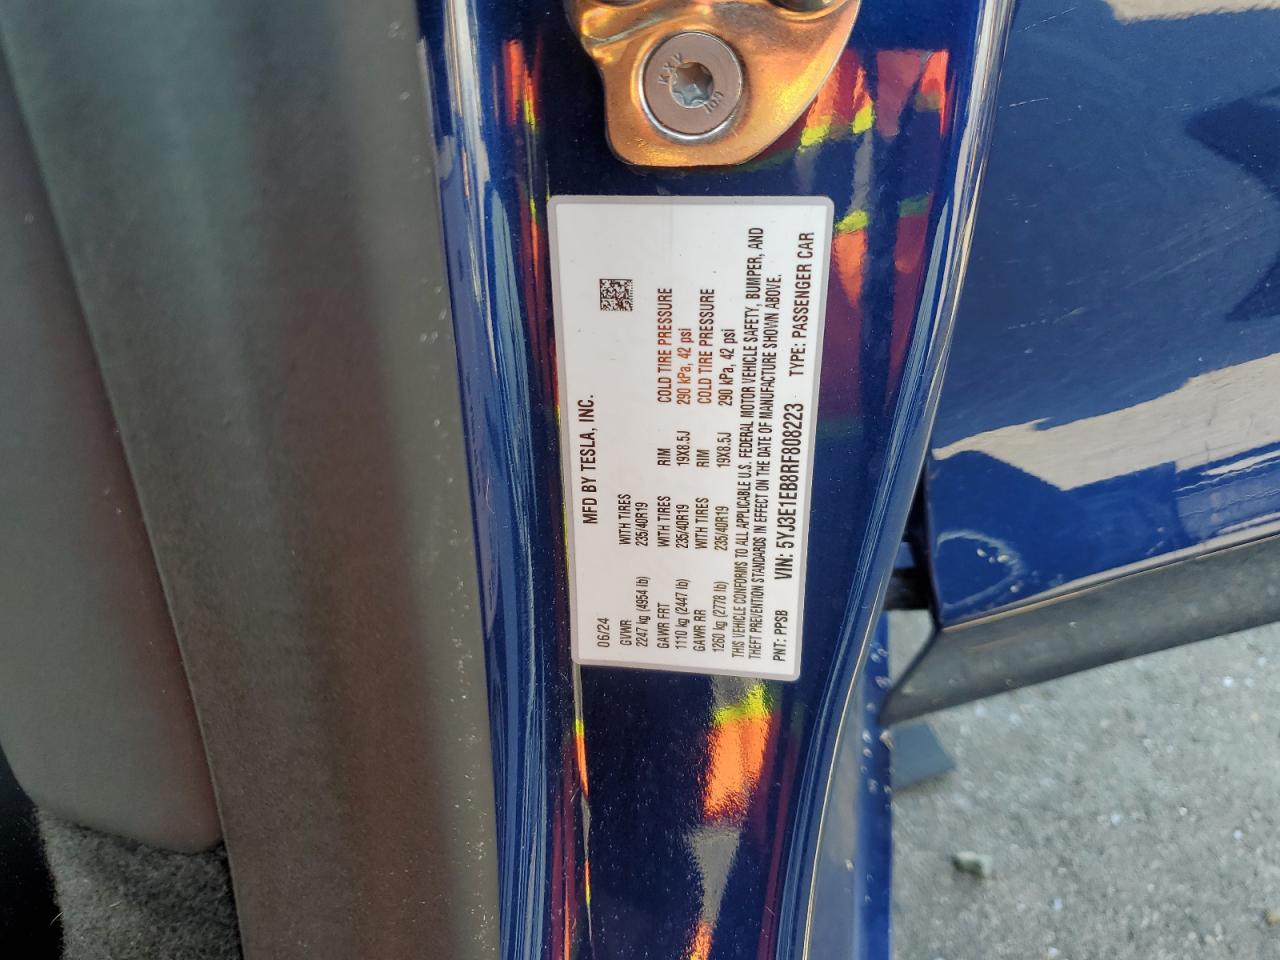 MFD BY TESLA, INC.
06/24
GVWR WITH TIRES
2247 kg (4954 lb) 235/40R19
GAWR FRT WITH TIRES RIM COLD TIRE PRESSURE
1110 kg (2447 lb) 235/40R19 19X8.5J 290 kPa, 42 psi
GAWR RR WITH TIRES RIM COLD TIRE PRESSURE
1260 kg (2778 lb) 235/40R19 19X8.5J 290 kPa, 42 psi
THIS VEHICLE CONFORMS TO ALL APPLICABLE U.S. FEDERAL MOTOR VEHICLE SAFETY, BUMPER, AND
THEFT PREVENTION STANDARDS IN EFFECT ON THE DATE OF MANUFACTURE SHOWN ABOVE.
PNT: PPSB VIN: 5YJ3E1EB8RF808223 TYPE: PASSENGER CAR